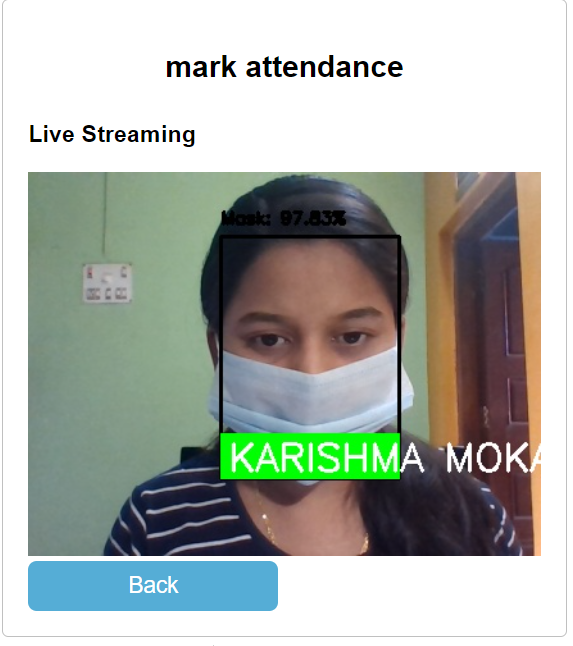 mark attendance
Live Streaming
Mask: 97.83%
KARISHMA MOKA
Back